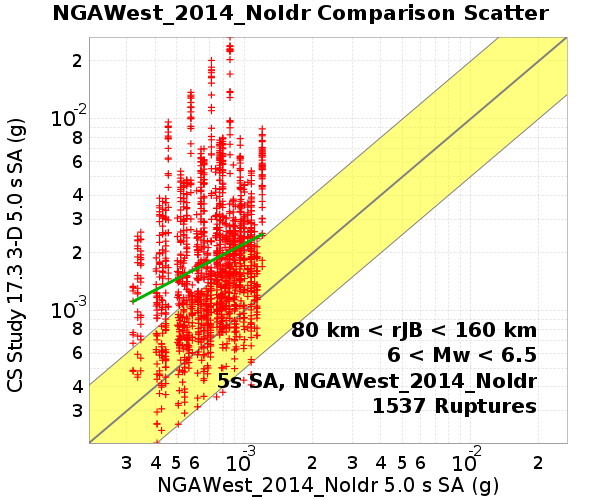 NGAWest_2014_NoIdr Comparison Scatter
CS Study 17.3 3-D 5.0 s SA (g)
2
10-2
8
6
4
3
2
10-3
8
6
4
3
80 km < rJB < 160 km
6 < Mw < 6.5
5s SA, NGAWest_2014_NoIdr
1537 Ruptures
3 4 5 6 8 10-3 2 3 4 5 6 8 10-2 2
NGAWest_2014_NoIdr 5.0 s SA (g)